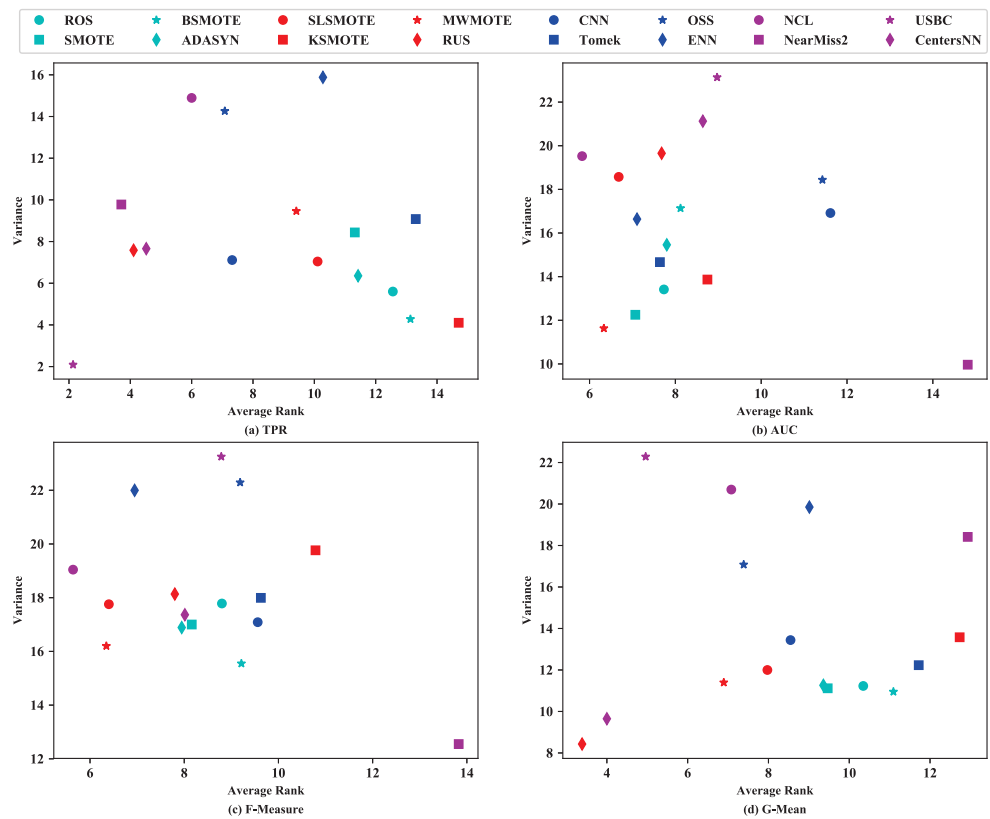 ROS BSMOTE SLSMOTE MWMOTE CNN OSS NCL USBC
SMOTE ADASYN KSMOTE RUS Tomek ENN NearMiss2 CentersNN
16
14
12
10
8
6
4
2
Variance
2 4 6 8 10 12 14
Average Rank
(a) TPR
22
20
18
16
14
12
10
Variance
6 8 10 12 14
Average Rank
(b) AUC
22
20
18
16
14
12
Variance
6 8 10 12 14
Average Rank
(c) F-Measure
22
20
18
16
14
12
10
8
Variance
4 6 8 10 12
Average Rank
(d) G-Mean